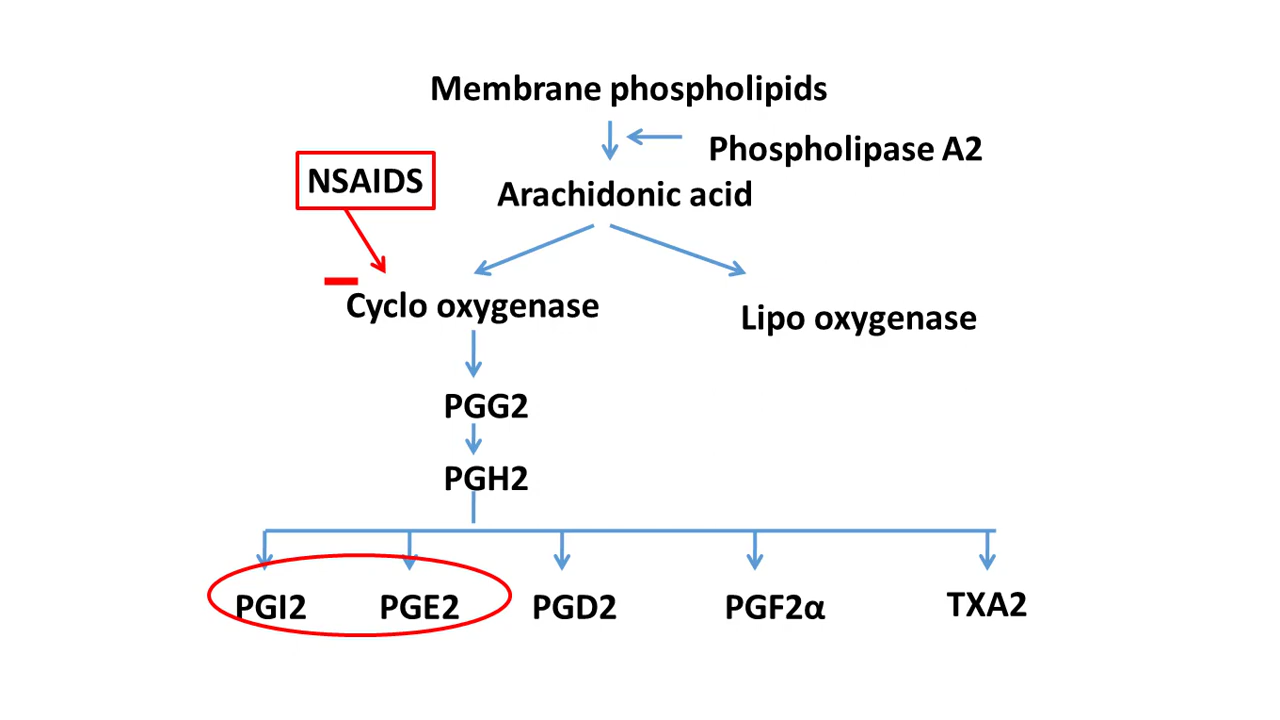 Membrane phospholipids
Phospholipase A2
NSAIDS
Arachidonic acid
Cyclo oxygenase
Lipo oxygenase
PGG2
PGH2
PGI2
PGE2
PGD2
PGF2α
TXA2